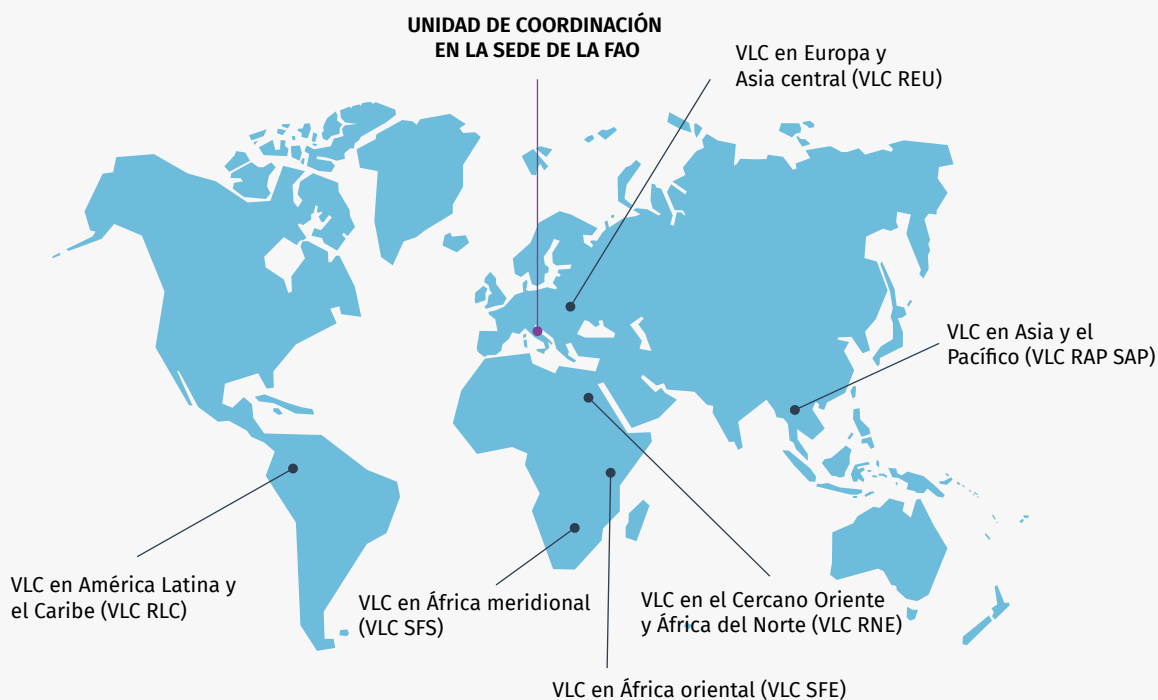 UNIDAD DE COORDINACIÓN
EN LA SEDE DE LA FAO
VLC en Europa y
Asia central (VLC REU)
VLC en Asia y el
Pacífico (VLC RAP SAP)
VLC en América Latina y
el Caribe (VLC RLC)
VLC en África meridional
(VLC SFS)
VLC en el Cercano Oriente
y África del Norte (VLC RNE)
VLC en África oriental (VLC SFE)